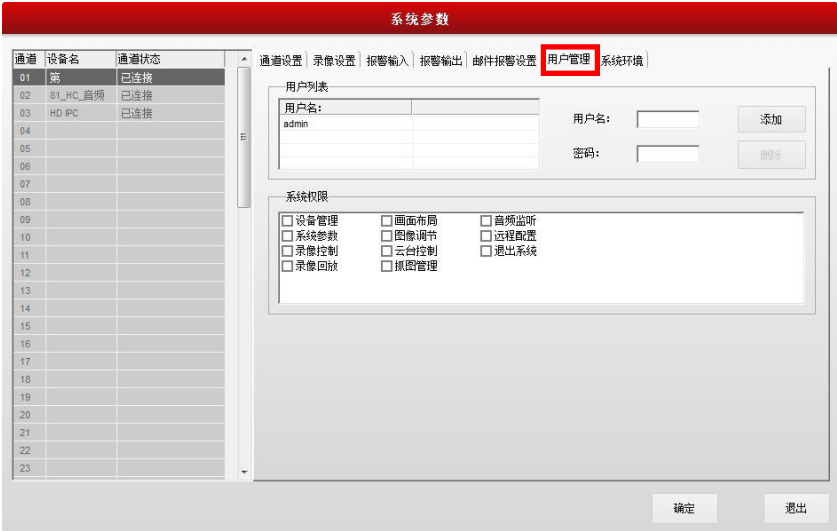 系统参数
通道 设备名 通道状态
01 第 已连接
02 81_HC_音频 已连接
03 HD IPC 已连接
04
05
06
07
08
09
10
11
12
13
14
15
16
17
18
19
20
21
22
23
通道设置 录像设置 报警输入 报警输出 邮件报警设置 用户管理 系统环境
用户列表
用户名:
admin
用户名: 添加
密码: 删除
系统权限
设备管理 画面布局 音频监听
系统参数 图像调节 远程配置
录像控制 云台控制 退出系统
录像回放 抓图管理
确定 退出